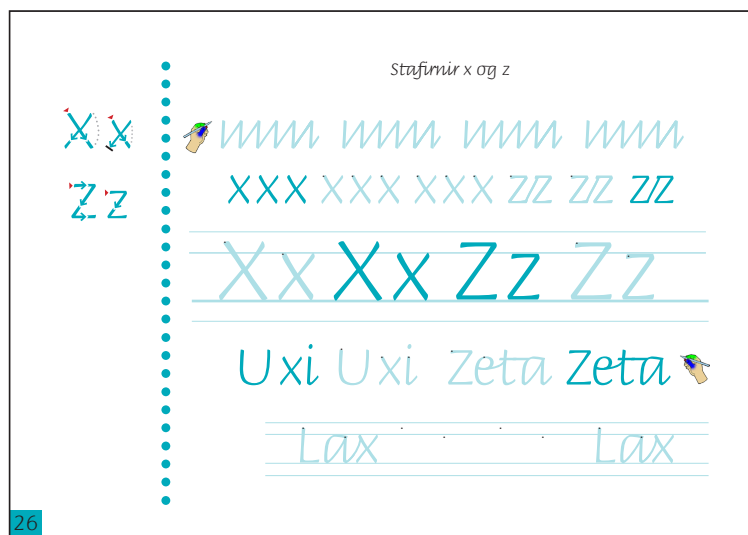 Stafirnir x og z
X x
Z z
xxx xxx xxx zz zz zz
Xx Xx Zz Zz
Uxi Uxi Zeta Zeta
Lax Lax
26